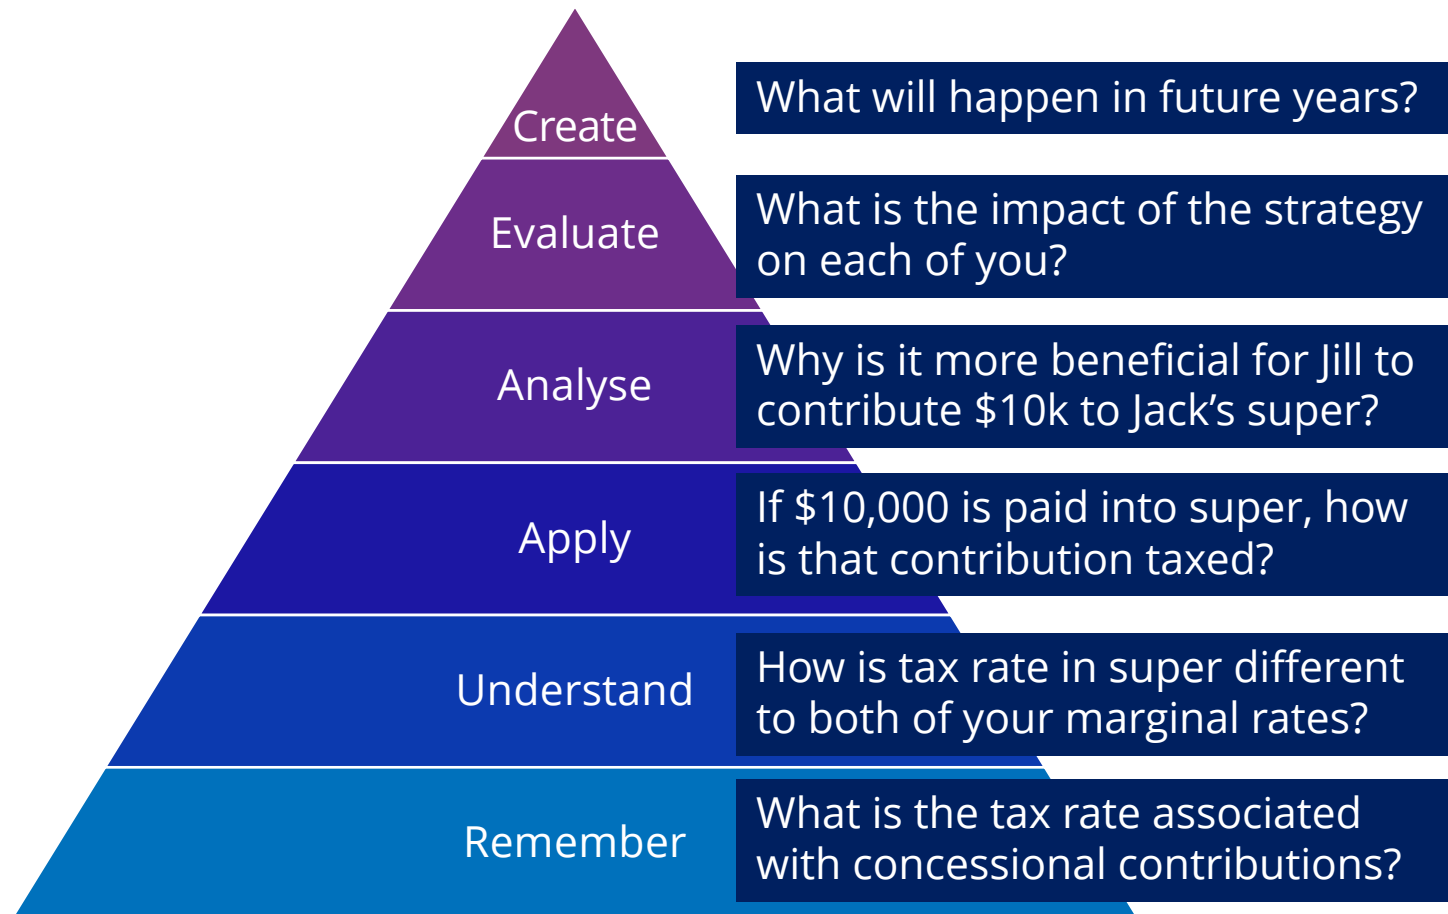 Create
What will happen in future years?
Evaluate
What is the impact of the strategy
on each of you?
Analyse
Why is it more beneficial for Jill to
contribute $10k to Jack’s super?
Apply
If $10,000 is paid into super, how
is that contribution taxed?
Understand
How is tax rate in super different
to both of your marginal rates?
Remember
What is the tax rate associated
with concessional contributions?